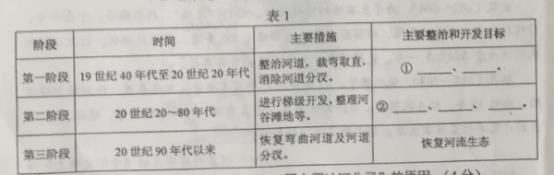 表1
阶段 时间 主要措施 主要整治和开发目标
第一阶段 19世纪40年代至20世纪20年代 整治河道，裁弯取直，消除河道分汊。 ①____、____。
第二阶段 20世纪20~80年代 进行梯级开发，整理河谷滩地等。 ②____、____、____。
第三阶段 20世纪90年代以来 恢复弯曲河道及河道分汊。 恢复河流生态